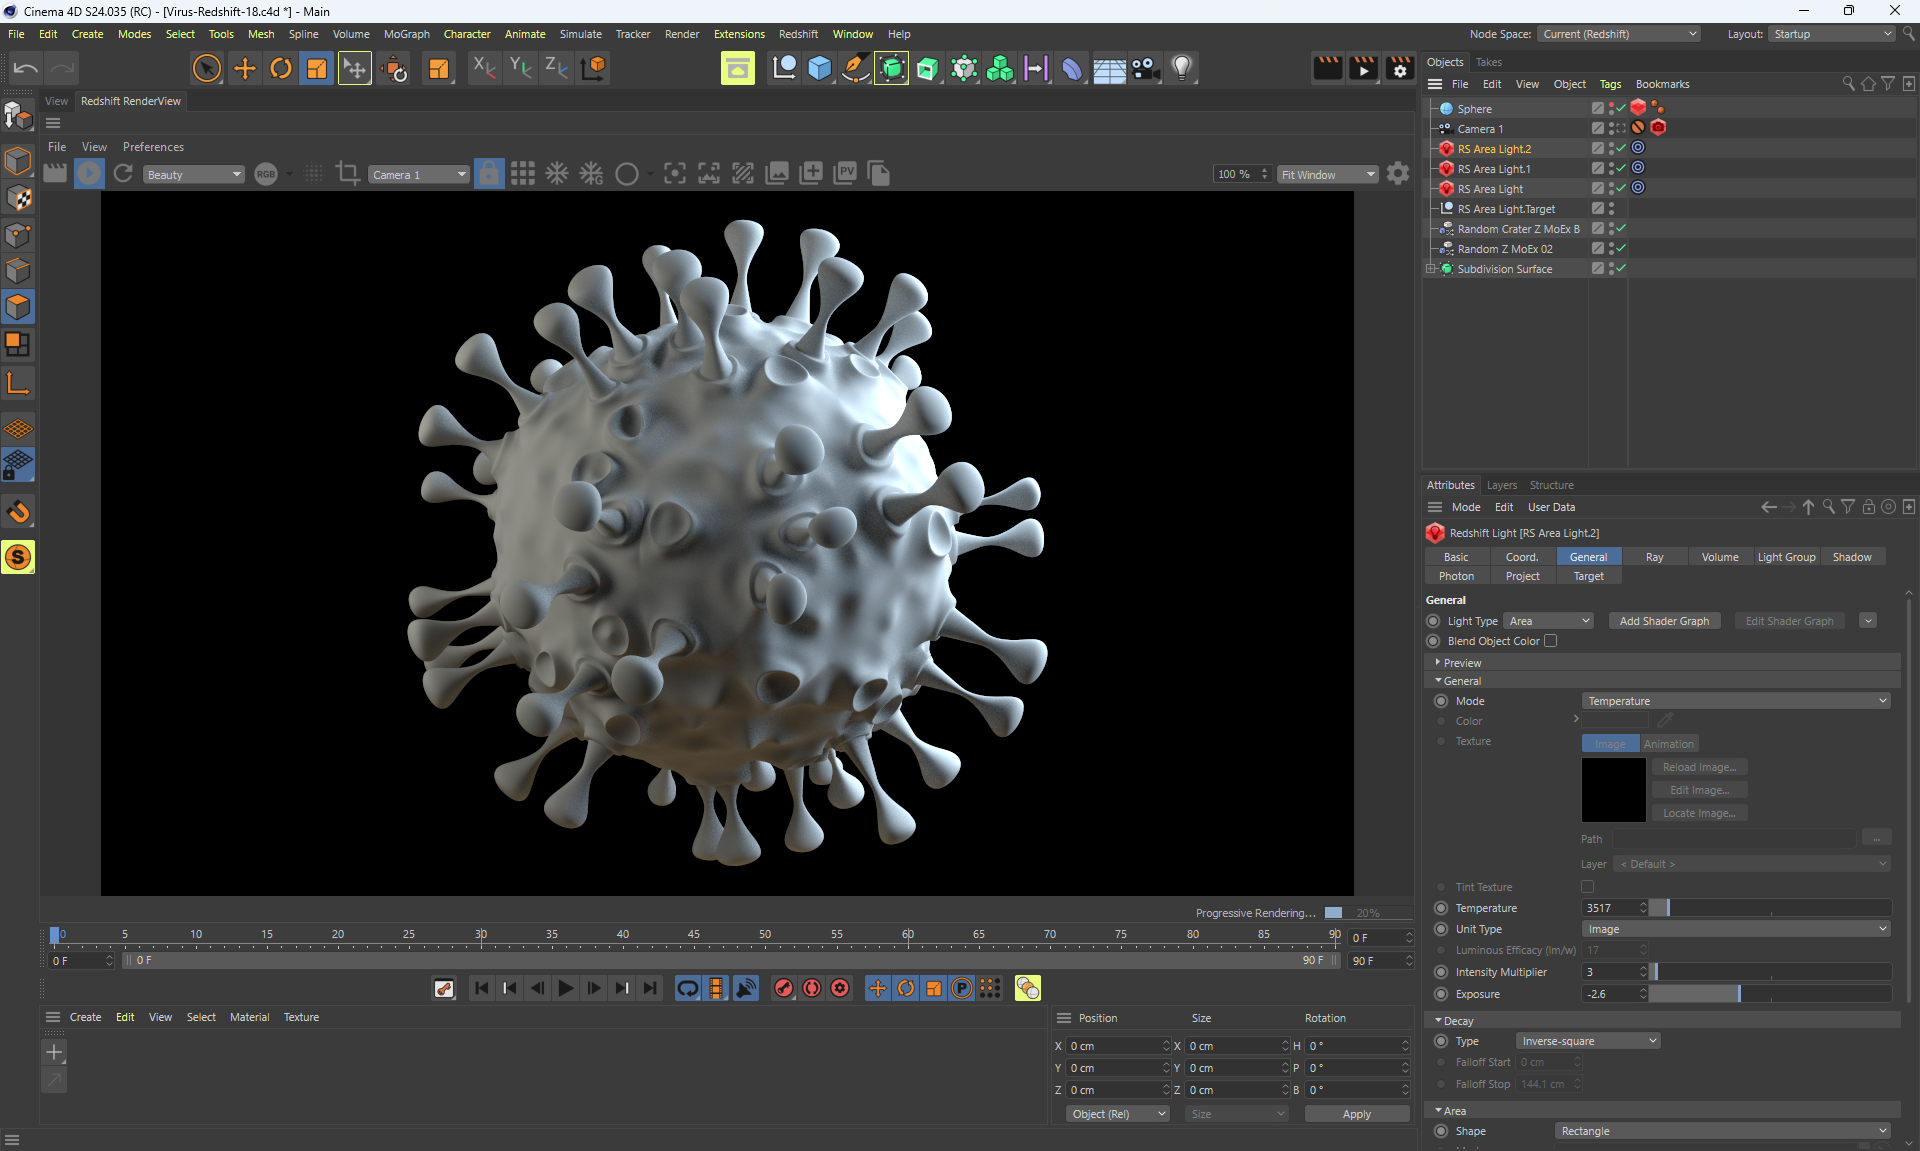 Cinema 4D S24.035 (RC) - [Virus-Redshift-18.c4d *] - Main
File Edit Create Modes Select Tools Mesh Spline Volume MoGraph Character Animate Simulate Tracker Render Extensions Redshift Window Help
Node Space: Current (Redshift) Layout: Startup
X Y Z
Objects Takes
File Edit View Object Tags Bookmarks
View Redshift RenderView
File View Preferences
Beauty RGB Camera 1 G PV 100 % Fit Window
Sphere
Camera 1
RS Area Light.2
RS Area Light.1
RS Area Light
RS Area Light.Target
Random Crater Z MoEx B
Random Z MoEx 02
Subdivision Surface
S
Attributes Layers Structure
Mode Edit User Data
Redshift Light [RS Area Light.2]
Basic Coord. General Ray Volume Light Group Shadow
Photon Project Target
General
Light Type Area Add Shader Graph Edit Shader Graph
Blend Object Color
Preview
General
Mode Temperature
Color
Texture Image Animation
Reload Image...
Edit Image...
Locate Image...
Path ...
Layer < Default >
Tint Texture
Temperature 3517
Unit Type Image
Luminous Efficacy (lm/w) 17
Intensity Multiplier 3
Exposure -2.6
Decay
Type Inverse-square
Falloff Start 0 cm
Falloff Stop 144.1 cm
Area
Shape Rectangle
Progressive Rendering... 20%
0 5 10 15 20 25 30 35 40 45 50 55 60 65 70 75 80 85 90 0 F
0 F 0 F 90 F 90 F
P
Create Edit View Select Material Texture
Position Size Rotation
X 0 cm X 0 cm H 0 °
Y 0 cm Y 0 cm P 0 °
Z 0 cm Z 0 cm B 0 °
Object (Rel) Size Apply